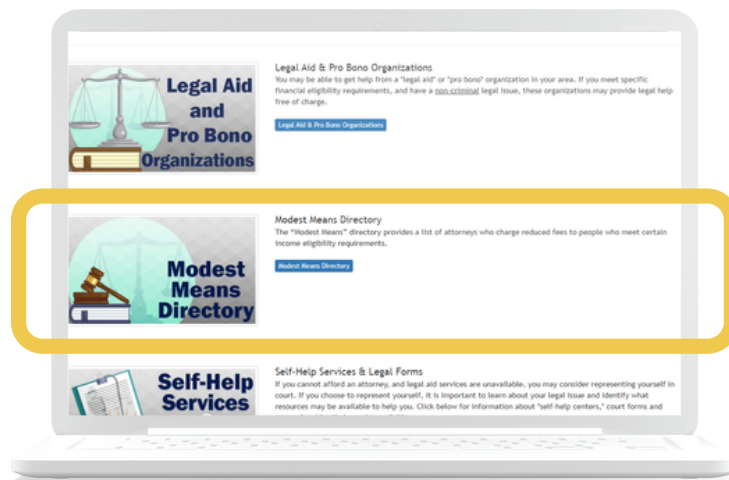 Legal Aid
and
Pro Bono
Organizations
Legal Aid & Pro Bono Organizations
You may be able to get help from a "legal aid" or "pro bono" organization in your area. If you meet specific
financial eligibility requirements, and have a non-criminal legal issue, these organizations may provide legal help
free of charge.
Legal Aid & Pro Bono Organizations
Modest
Means
Directory
Modest Means Directory
The "Modest Means" directory provides a list of attorneys who charge reduced fees to people who meet certain
income eligibility requirements.
Modest Means Directory
Self-Help
Services
Self-Help Services & Legal Forms
If you cannot afford an attorney, and legal aid services are unavailable, you may consider representing yourself in
court. If you choose to represent yourself, it is important to learn about your legal issue and identify what
resources may be available to help you. Click below for information about "self-help centers," court forms and